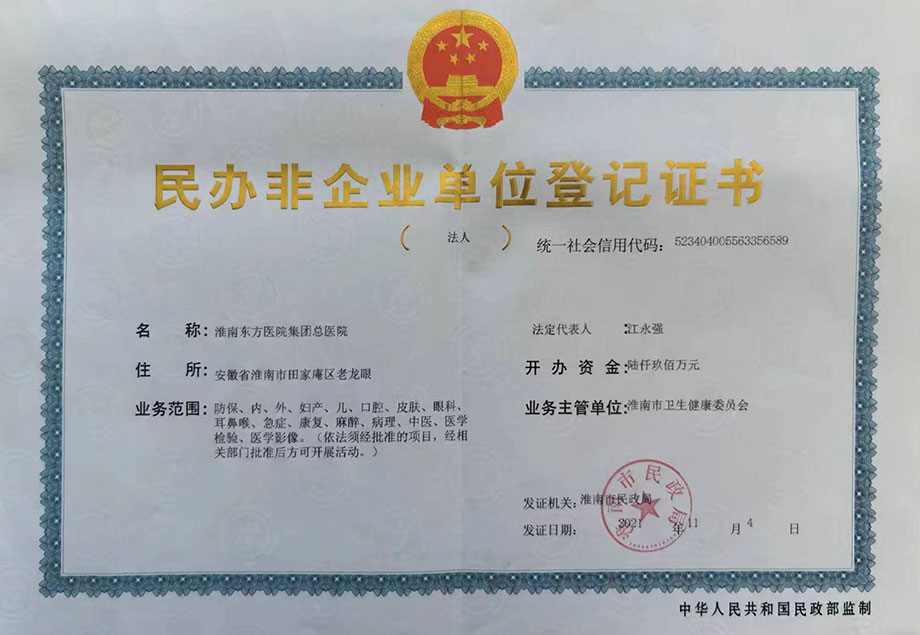 民办非企业单位登记证书
( 法人 )
统一社会信用代码: 523404005563356589
名 称: 淮南东方医院集团总医院
住 所: 安徽省淮南市田家庵区老龙眼
业务范围: 防保、内、外、妇产、儿、口腔、皮肤、眼科、
耳鼻喉、急症、康复、麻醉、病理、中医、医学
检验、医学影像。(依法须经批准的项目,经相
关部门批准后方可开展活动。)
法定代表人 :江永强
开办资金:陆仟玖佰万元
业务主管单位:淮南市卫生健康委员会
发证机关:淮南市民政局
发证日期: 2021 年 11 月 4 日
淮南市民政局
中华人民共和国民政部监制